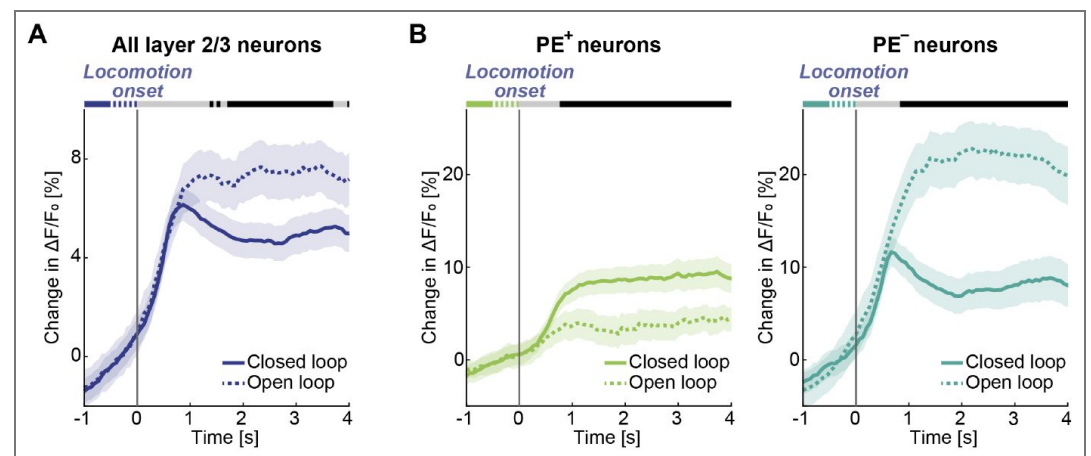 A
All layer 2/3 neurons
Locomotion
onset
Change in ΔF/F₀ [%]
8
4
0
Closed loop
Open loop
-1 0 1 2 3 4
Time [s]
B
PE⁺ neurons
Locomotion
onset
Change in ΔF/F₀ [%]
20
10
0
Closed loop
Open loop
-1 0 1 2 3 4
Time [s]
PE⁻ neurons
Locomotion
onset
Change in ΔF/F₀ [%]
20
10
0
Closed loop
Open loop
-1 0 1 2 3 4
Time [s]